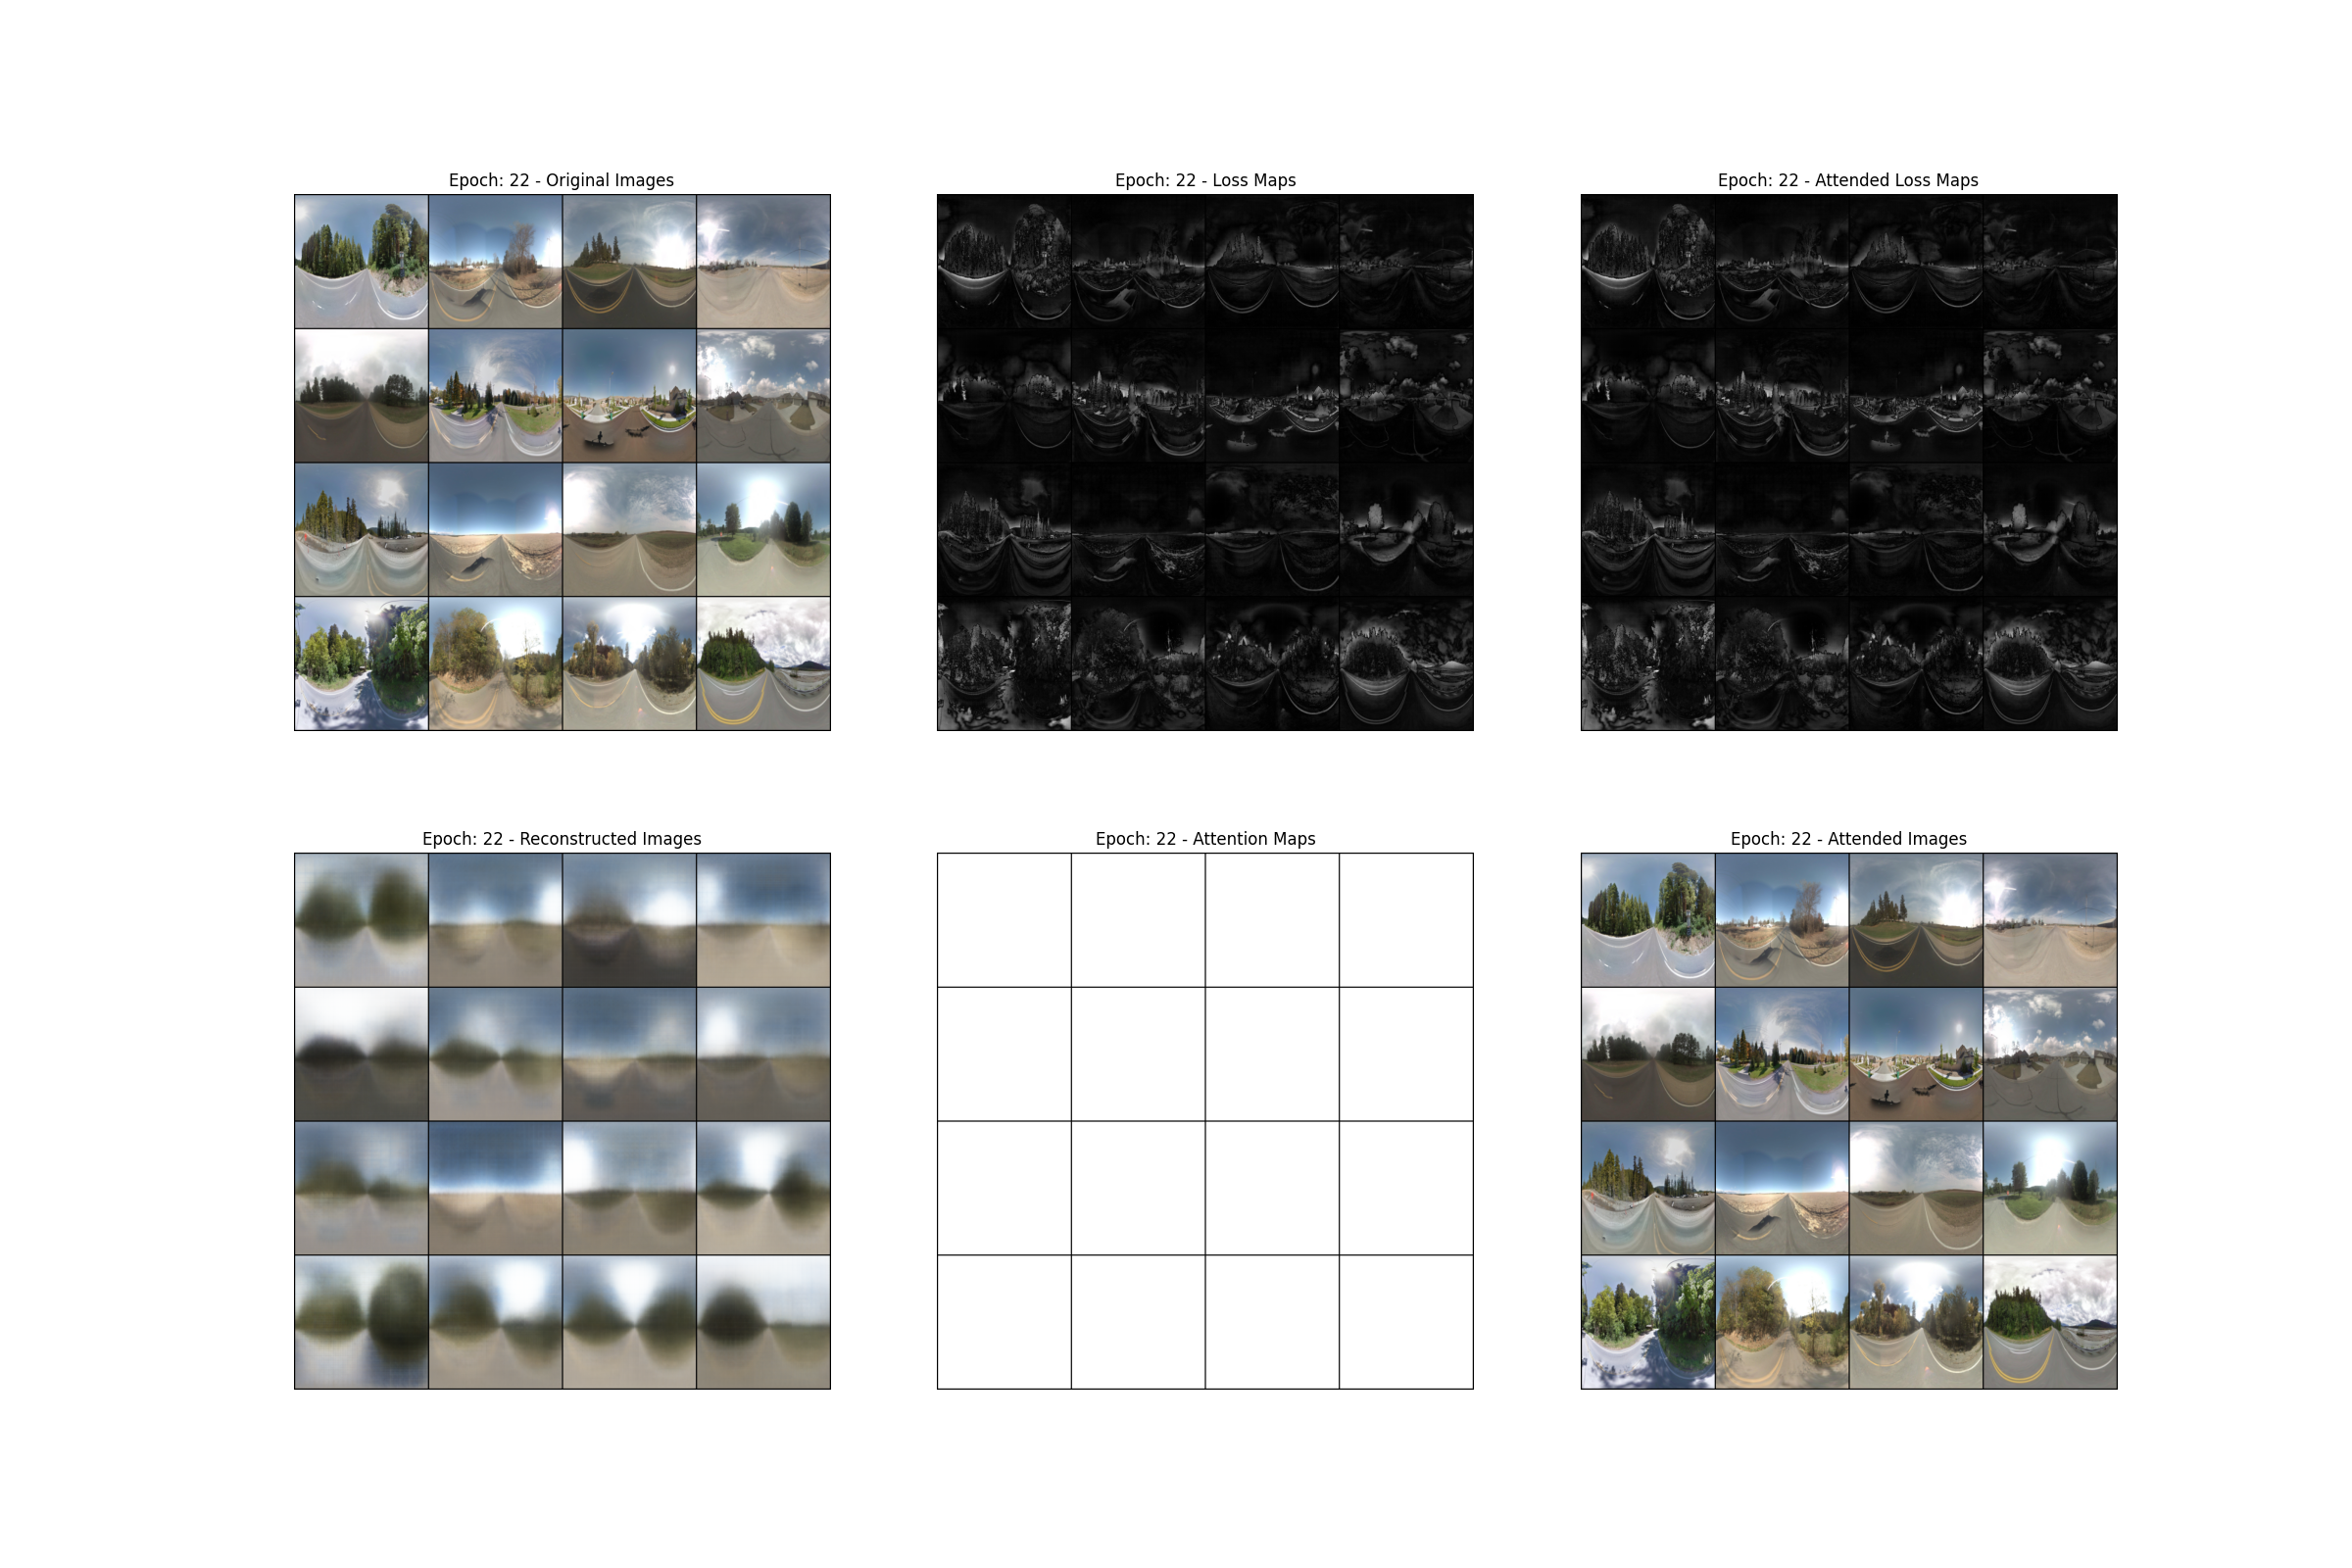 Epoch: 22 - Original Images
Epoch: 22 - Loss Maps
Epoch: 22 - Attended Loss Maps
Epoch: 22 - Reconstructed Images
Epoch: 22 - Attention Maps
Epoch: 22 - Attended Images